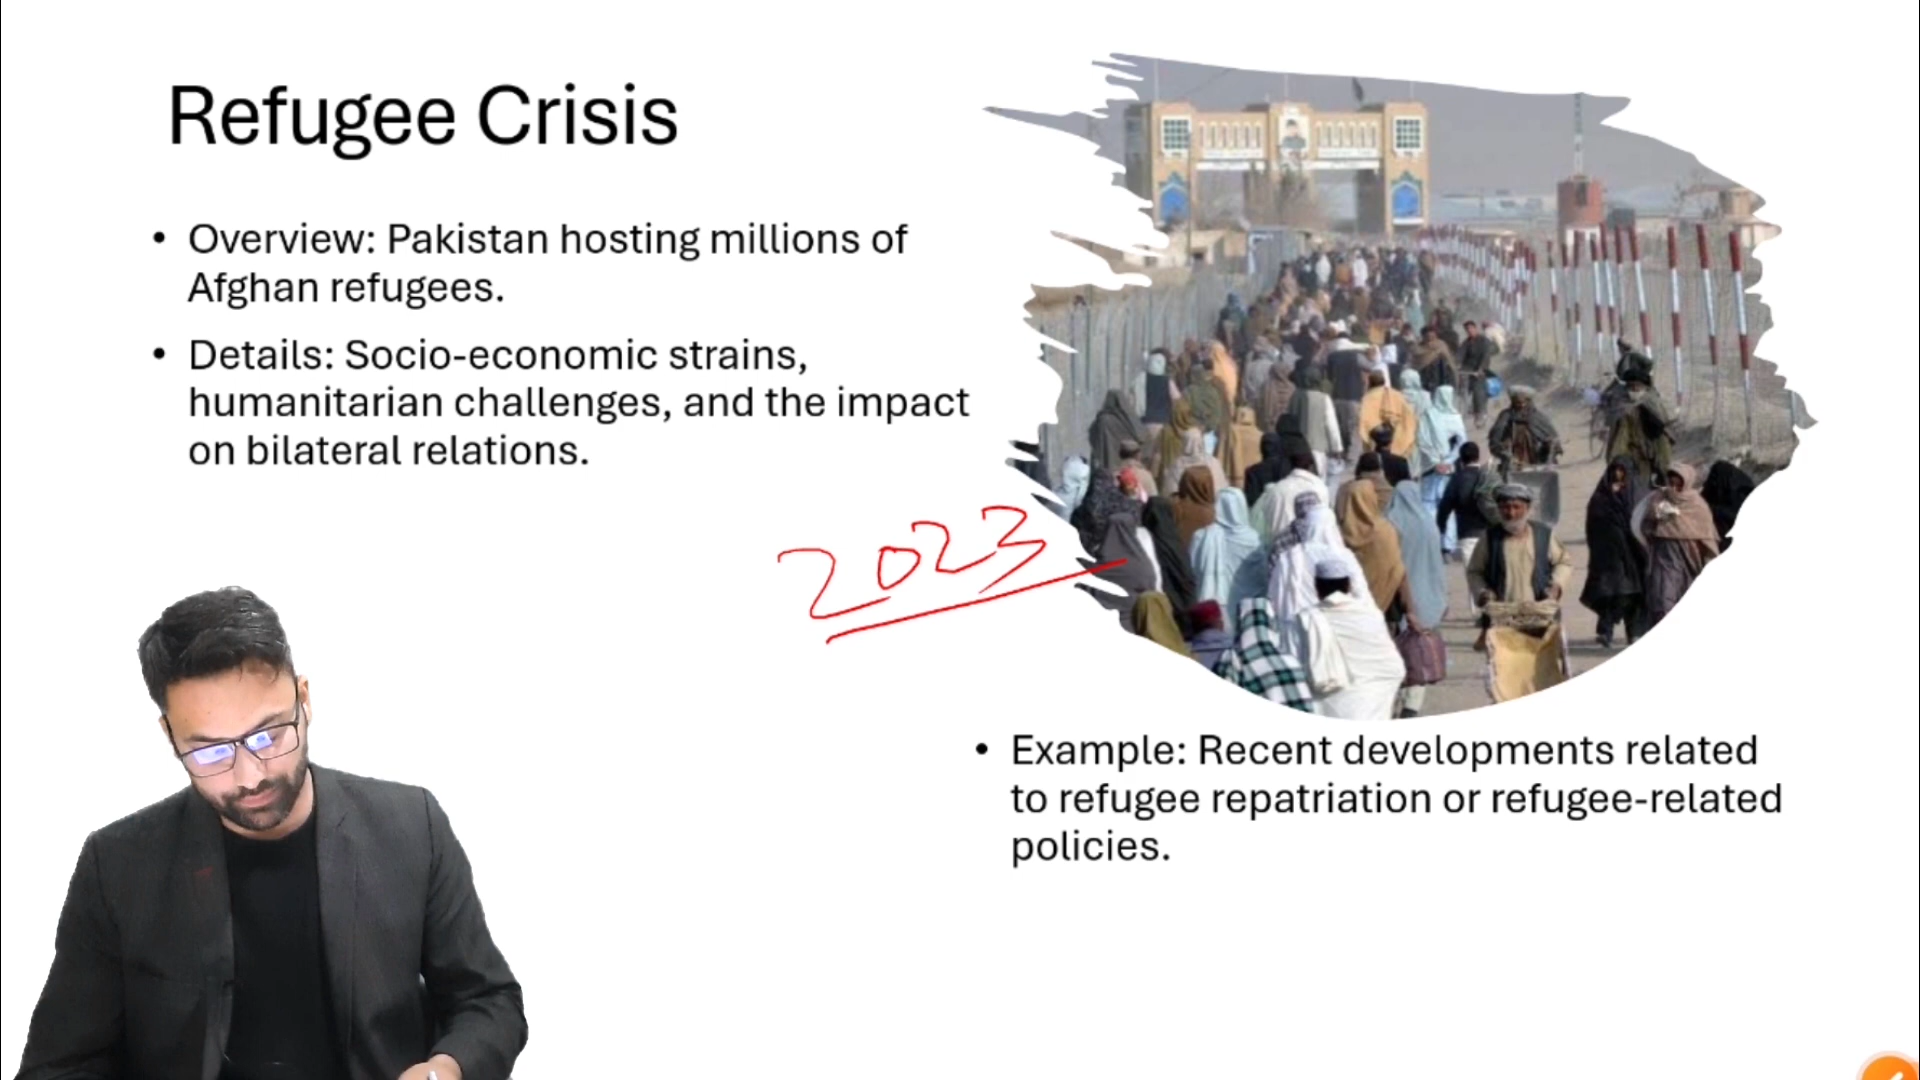 Refugee Crisis
• Overview: Pakistan hosting millions of
Afghan refugees.
• Details: Socio-economic strains,
humanitarian challenges, and the impact
on bilateral relations.
2023
• Example: Recent developments related
to refugee repatriation or refugee-related
policies.